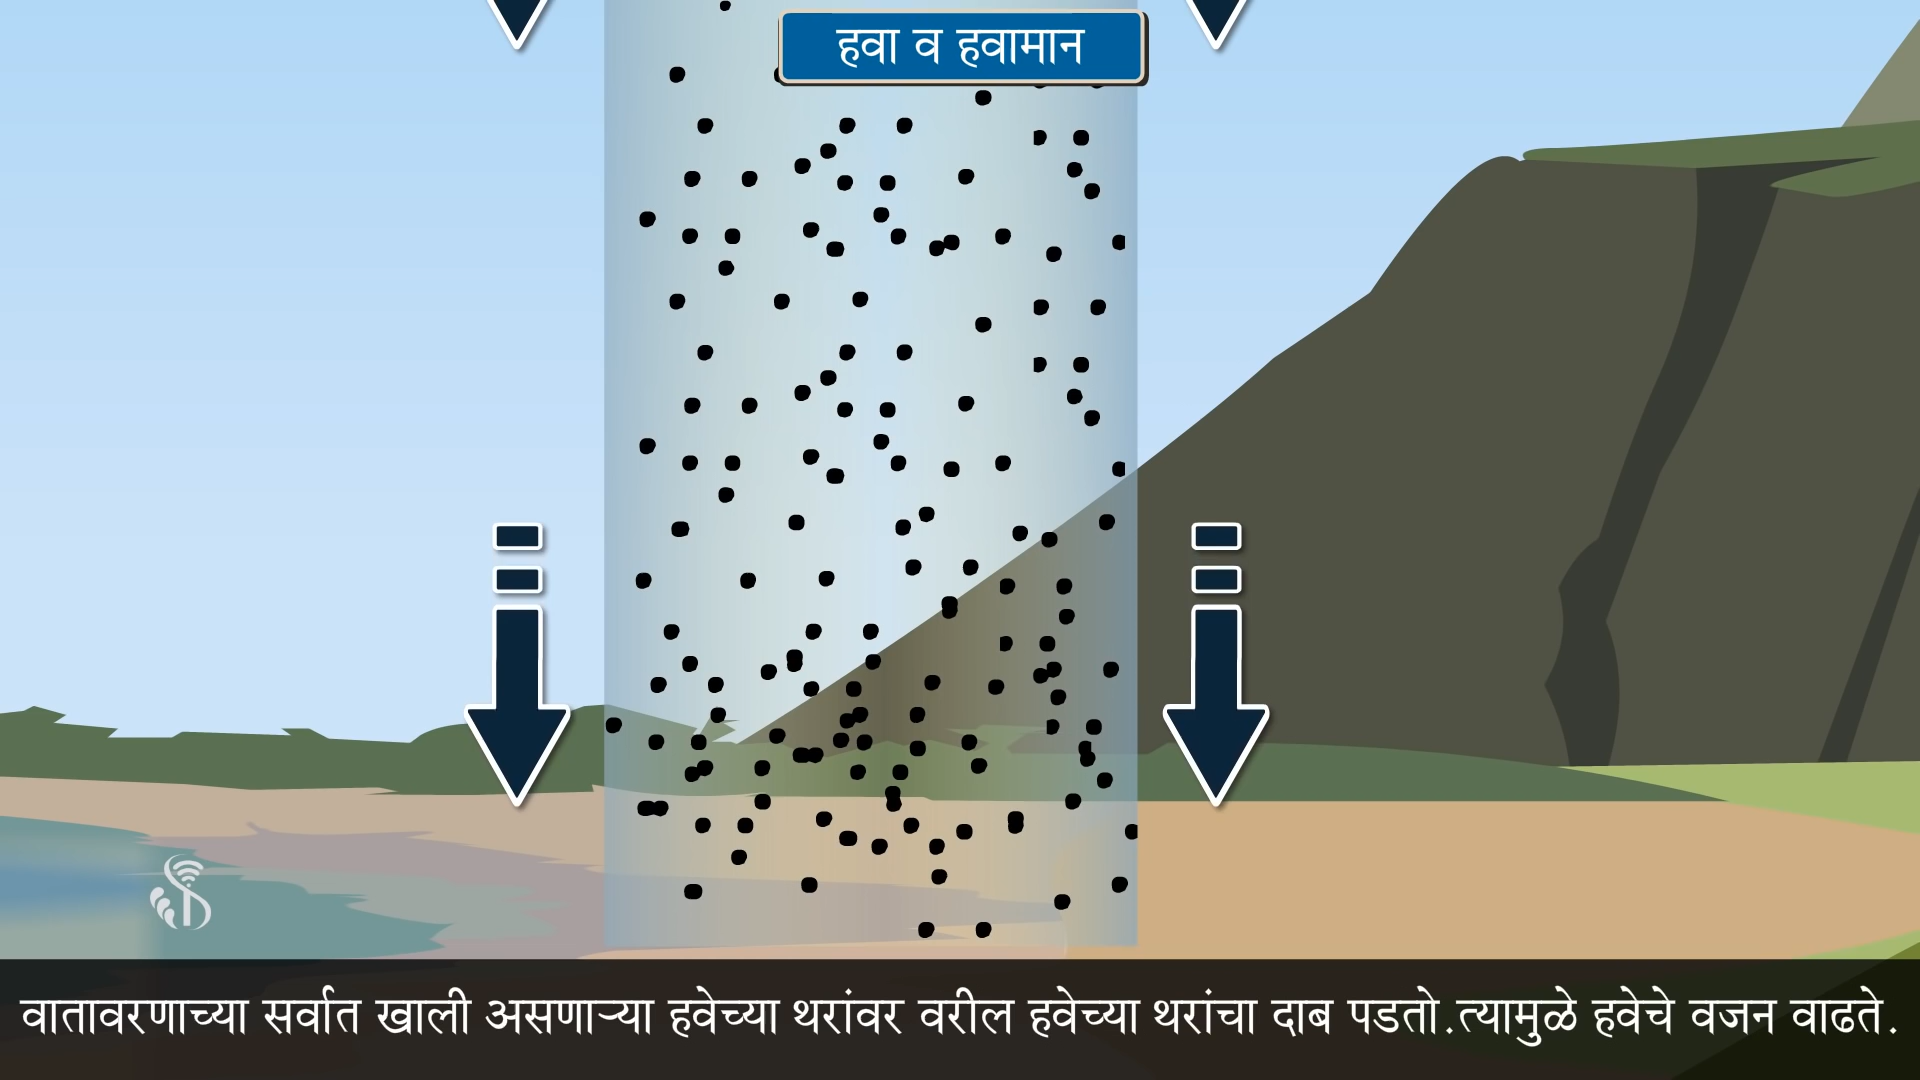 हवा व हवामान
वातावरणाच्या सर्वात खाली असणाऱ्या हवेच्या थरांवर वरील हवेच्या थरांचा दाब पडतो.त्यामुळे हवेचे वजन वाढते.